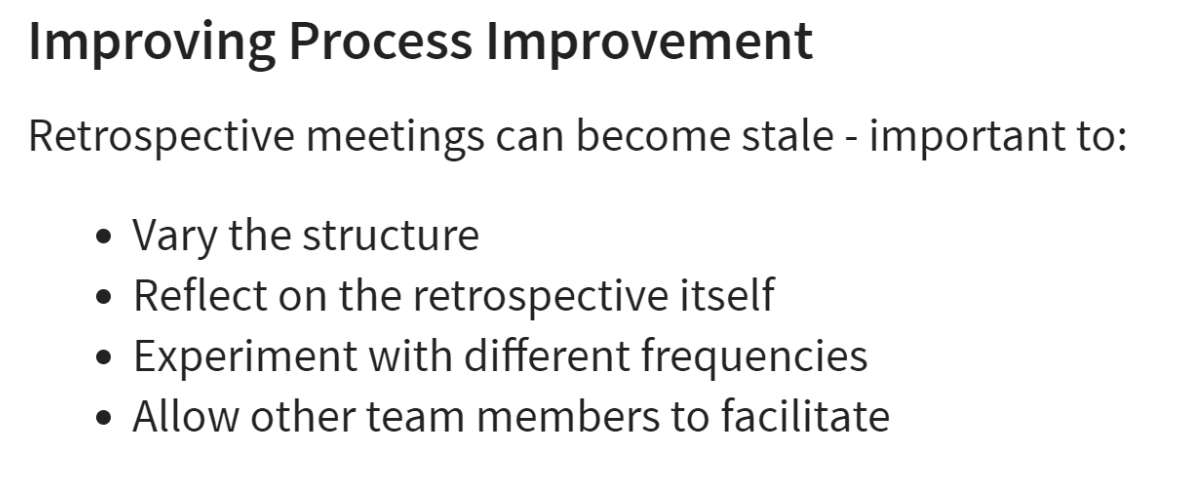 Improving Process Improvement
Retrospective meetings can become stale - important to:
• Vary the structure
• Reflect on the retrospective itself
• Experiment with different frequencies
• Allow other team members to facilitate